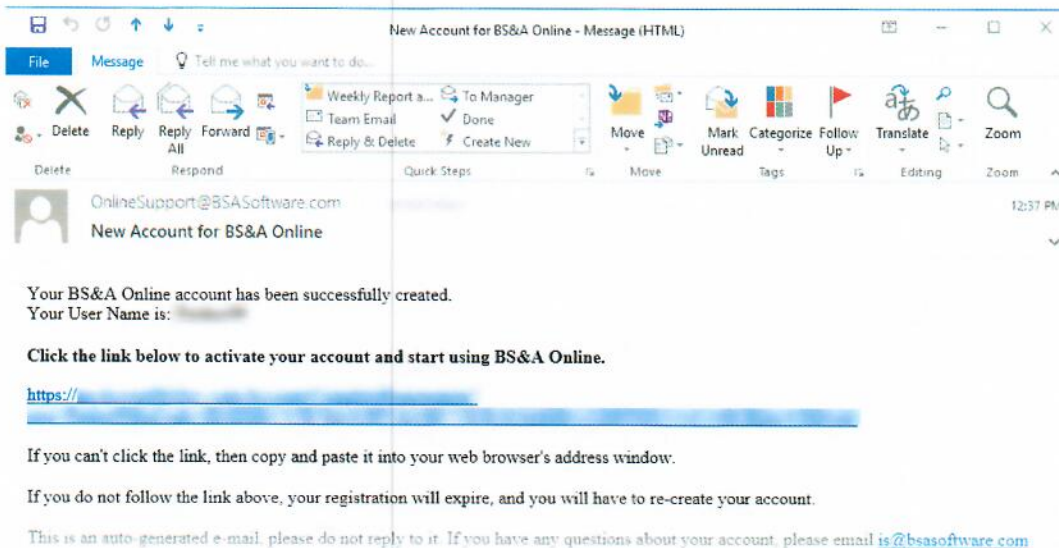 New Account for BS&A Online - Message (HTML)
File Message Tell me what you want to do...
Delete Reply Reply All Forward
Weekly Report a... To Manager
Team Email Done
Reply & Delete Create New
Move Mark Unread Categorize Follow Up Translate Zoom
Delete Respond Quick Steps Move Tags Editing Zoom
OnlineSupport@BSASoftware.com
12:37 PM
New Account for BS&A Online
Your BS&A Online account has been successfully created.
Your User Name is:
Click the link below to activate your account and start using BS&A Online.
https://
If you can't click the link, then copy and paste it into your web browser's address window.
If you do not follow the link above, your registration will expire, and you will have to re-create your account.
This is an auto-generated e-mail, please do not reply to it. If you have any questions about your account, please email is@bsasoftware.com